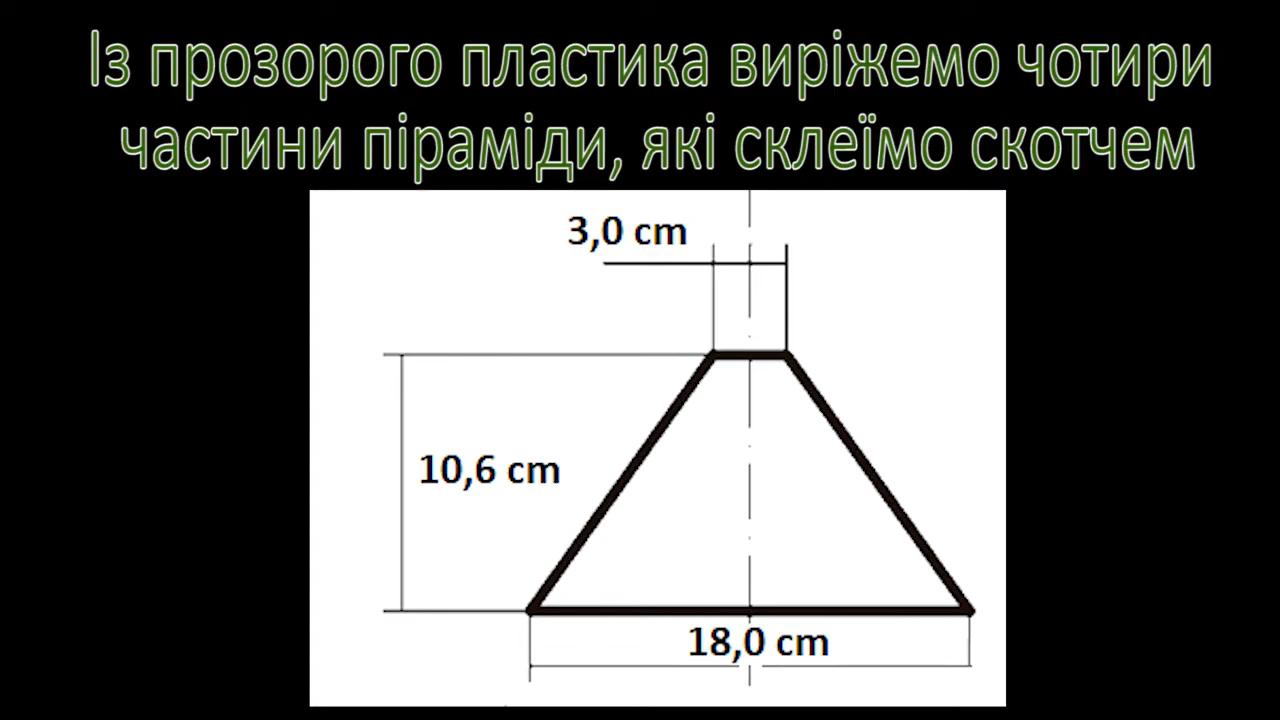 Із прозорого пластика виріжемо чотири
частини піраміди, які склеїмо скотчем
3,0 cm
10,6 cm
18,0 cm